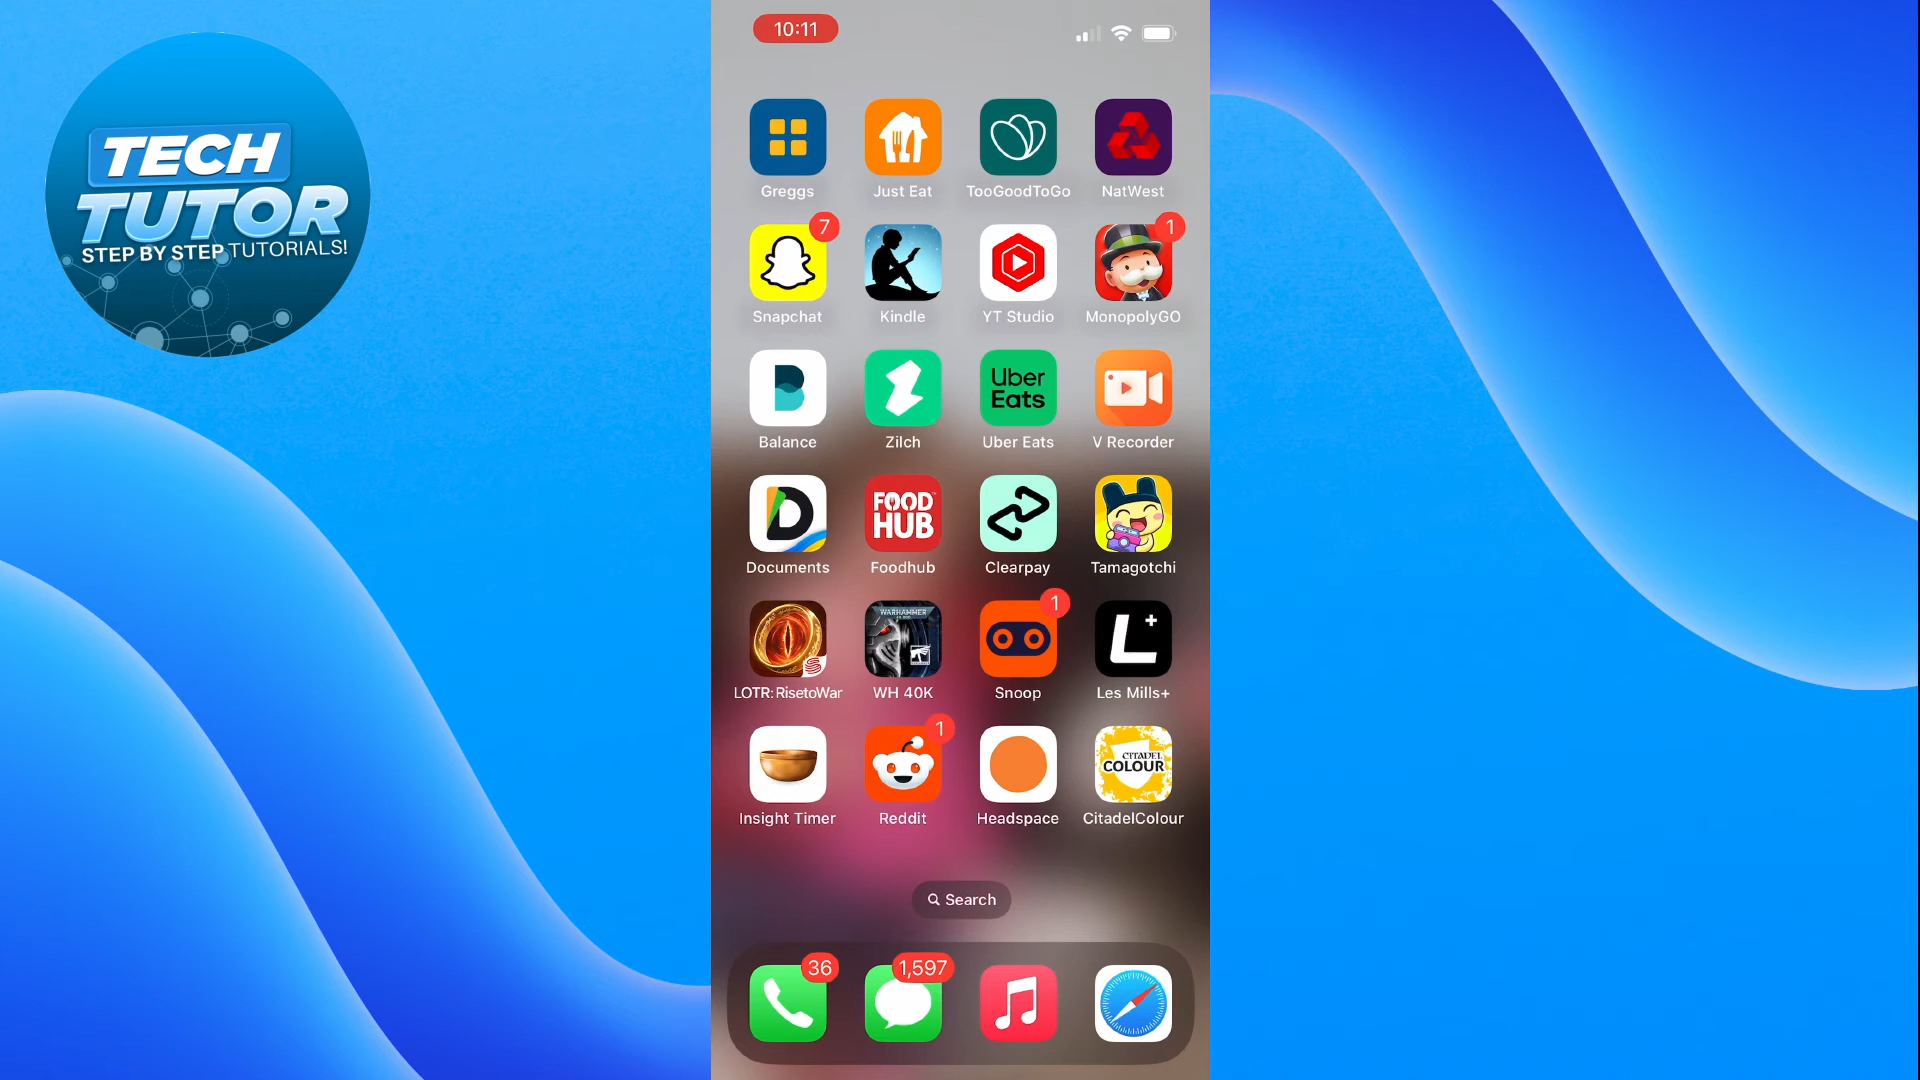 TECH
TUTOR
STEP BY STEP TUTORIALS!
10:11
Greggs
Just Eat
TooGoodToGo
NatWest
7
1
Snapchat
Kindle
YT Studio
MonopolyGO
B
Uber
Eats
Balance
Zilch
Uber Eats
V Recorder
D
FOOD
HUB
Documents
Foodhub
Clearpay
Tamagotchi
1
WARHAMMER
L+
LOTR:RisetoWar
WH 40K
Snoop
Les Mills+
1
CITADEL
COLOUR
Insight Timer
Reddit
Headspace
CitadelColour
Search
36
1,597